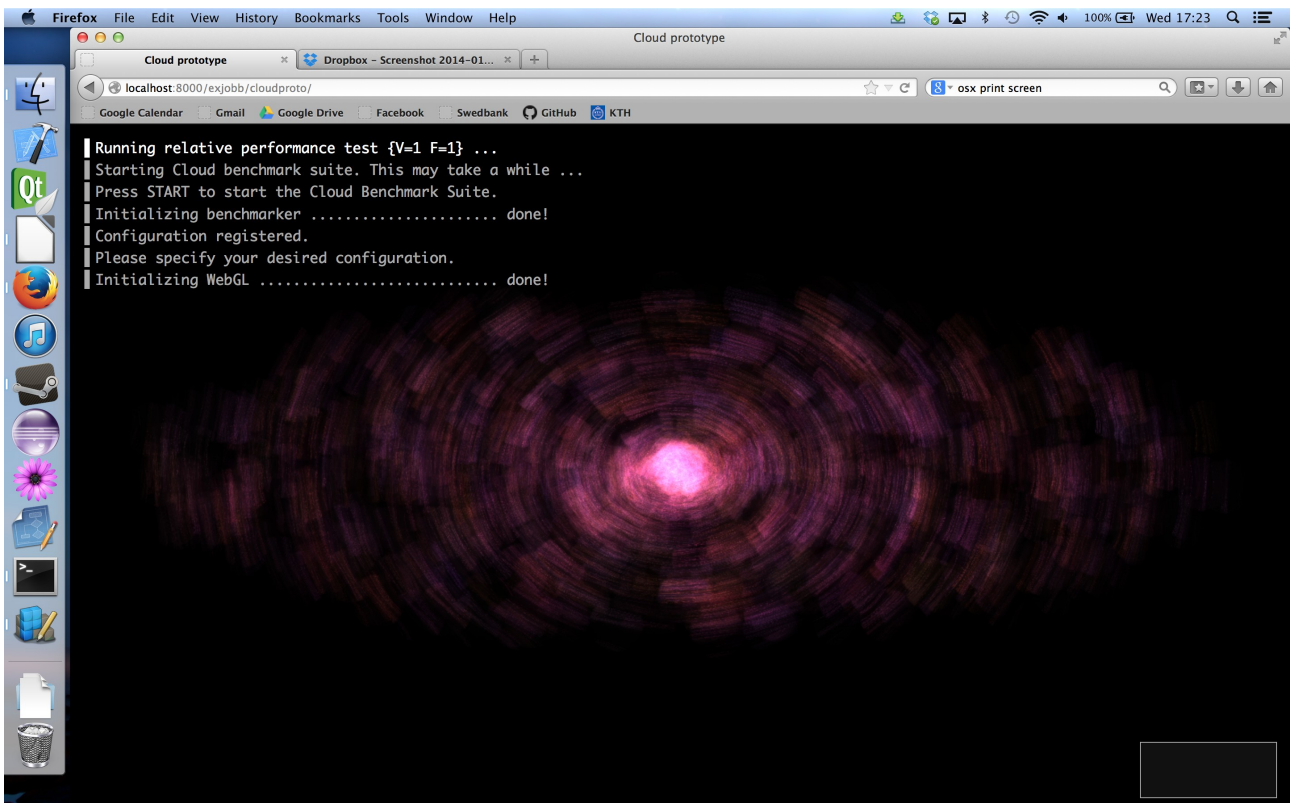 Firefox File Edit View History Bookmarks Tools Window Help 100% Wed 17:23
Cloud prototype
Cloud prototype Dropbox – Screenshot 2014-01...
localhost:8000/exjobb/cloudproto/ 8 osx print screen
Google Calendar Gmail Google Drive Facebook Swedbank GitHub KTH
Running relative performance test {V=1 F=1} ...
Starting Cloud benchmark suite. This may take a while ...
Press START to start the Cloud Benchmark Suite.
Initializing benchmarker ...................... done!
Configuration registered.
Please specify your desired configuration.
Initializing WebGL ............................ done!
Qt
>_